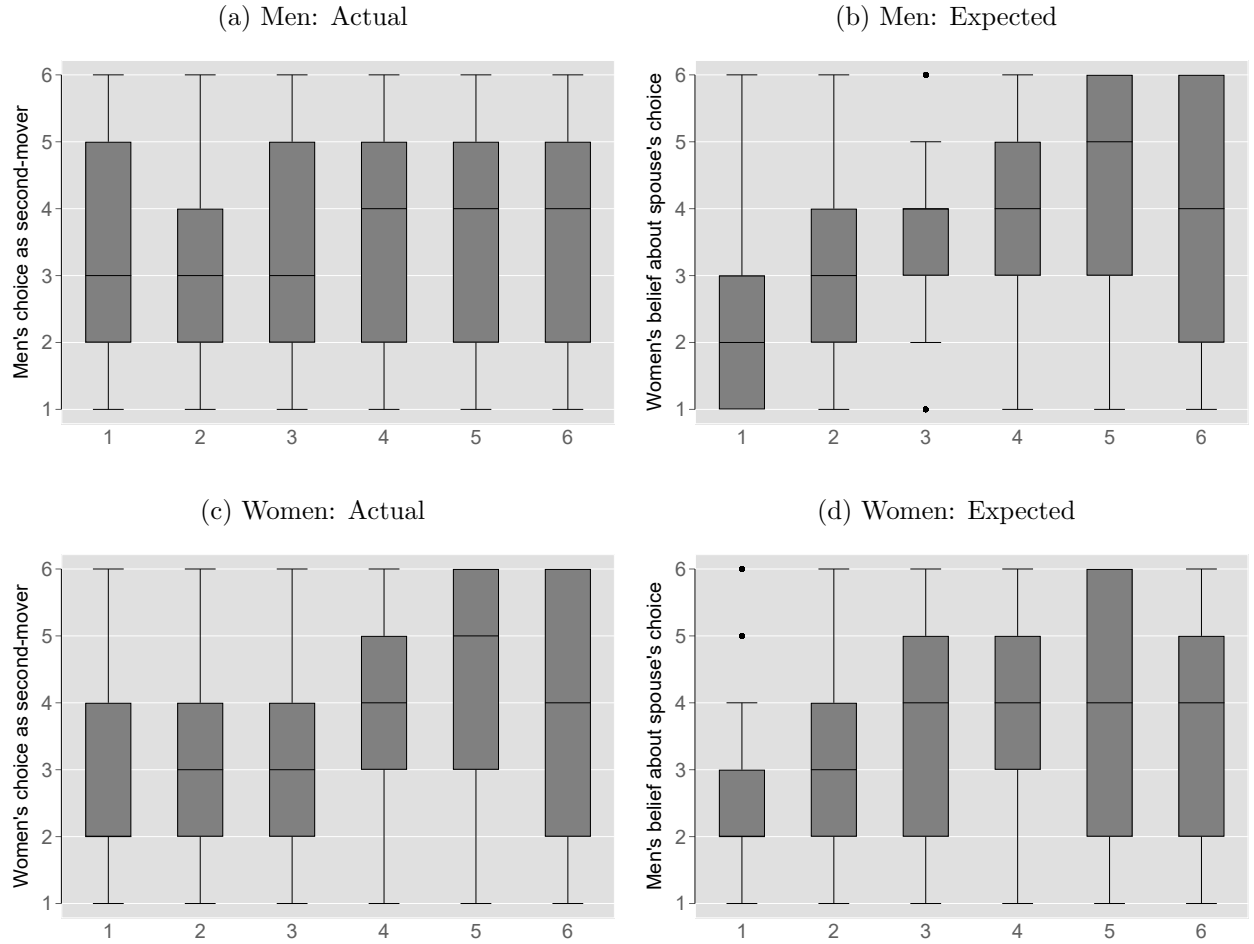 (a) Men: Actual
Men's choice as second-mover
6
5
4
3
2
1
1 2 3 4 5 6
(b) Men: Expected
Women's belief about spouse's choice
6
5
4
3
2
1
1 2 3 4 5 6
(c) Women: Actual
Women's choice as second-mover
6
5
4
3
2
1
1 2 3 4 5 6
(d) Women: Expected
Men's belief about spouse's choice
6
5
4
3
2
1
1 2 3 4 5 6